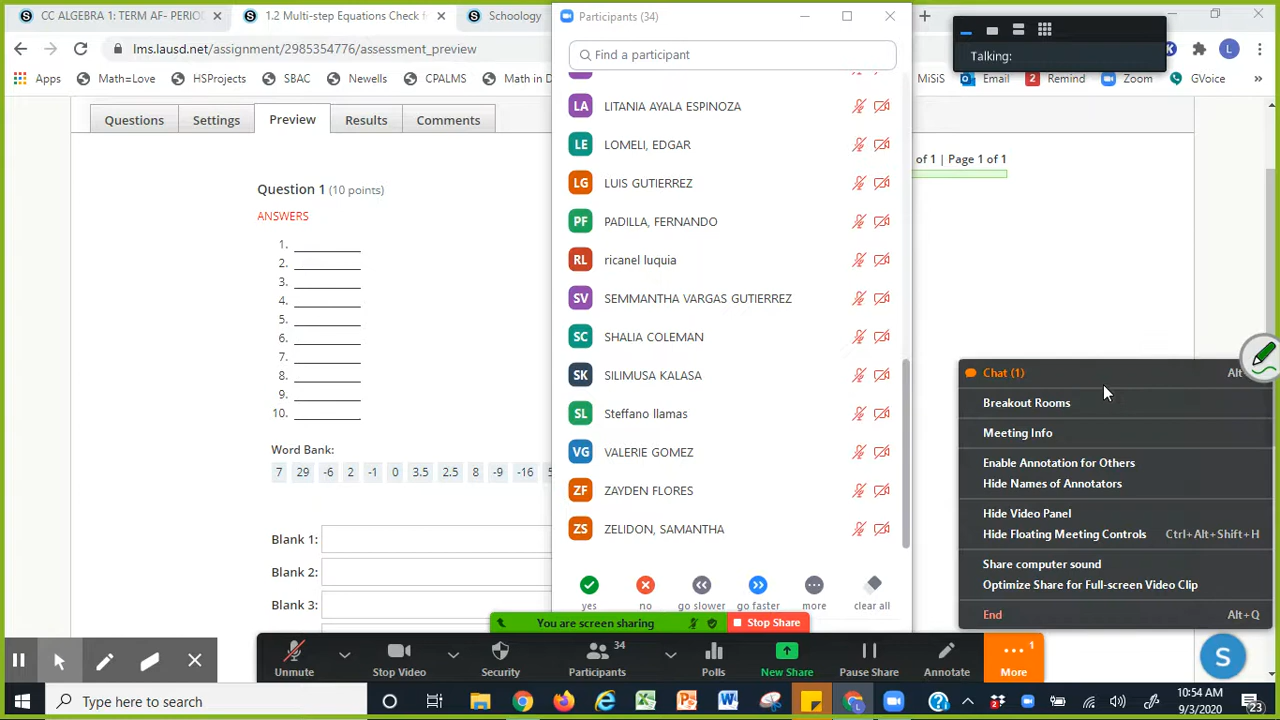 CC ALGEBRA 1: TERM AF- PERIO
1.2 Multi-step Equations Check f
Schoology
Participants (34)
lms.lausd.net/assignment/2985354776/assessment_preview
Find a participant
Talking:
L
Apps
Math=Love
HSProjects
SBAC
Newells
CPALMS
Math in D
MiSiS
Email
Remind
Zoom
GVoice
Questions
Settings
Preview
Results
Comments
of 1 | Page 1 of 1
Question 1 (10 points)
ANSWERS
1.
2.
3.
4.
5.
6.
7.
8.
9.
10.
Word Bank:
7 29 -6 2 -1 0 3.5 2.5 8 -9 -16
Blank 1:
Blank 2:
Blank 3:
LA LITANIA AYALA ESPINOZA
LE LOMELI, EDGAR
LG LUIS GUTIERREZ
PF PADILLA, FERNANDO
RL ricanel luquia
SV SEMMANTHA VARGAS GUTIERREZ
SC SHALIA COLEMAN
SK SILIMUSA KALASA
SL Steffano llamas
VG VALERIE GOMEZ
ZF ZAYDEN FLORES
ZS ZELIDON, SAMANTHA
yes
no
go slower
go faster
more
clear all
Chat (1) Alt
Breakout Rooms
Meeting Info
Enable Annotation for Others
Hide Names of Annotators
Hide Video Panel
Hide Floating Meeting Controls Ctrl+Alt+Shift+H
Share computer sound
Optimize Share for Full-screen Video Clip
End Alt+Q
You are screen sharing
Stop Share
Unmute
Stop Video
Security
Participants 34
Polls
New Share
Pause Share
Annotate
More 1
S
Type here to search
10:54 AM
9/3/2020
23